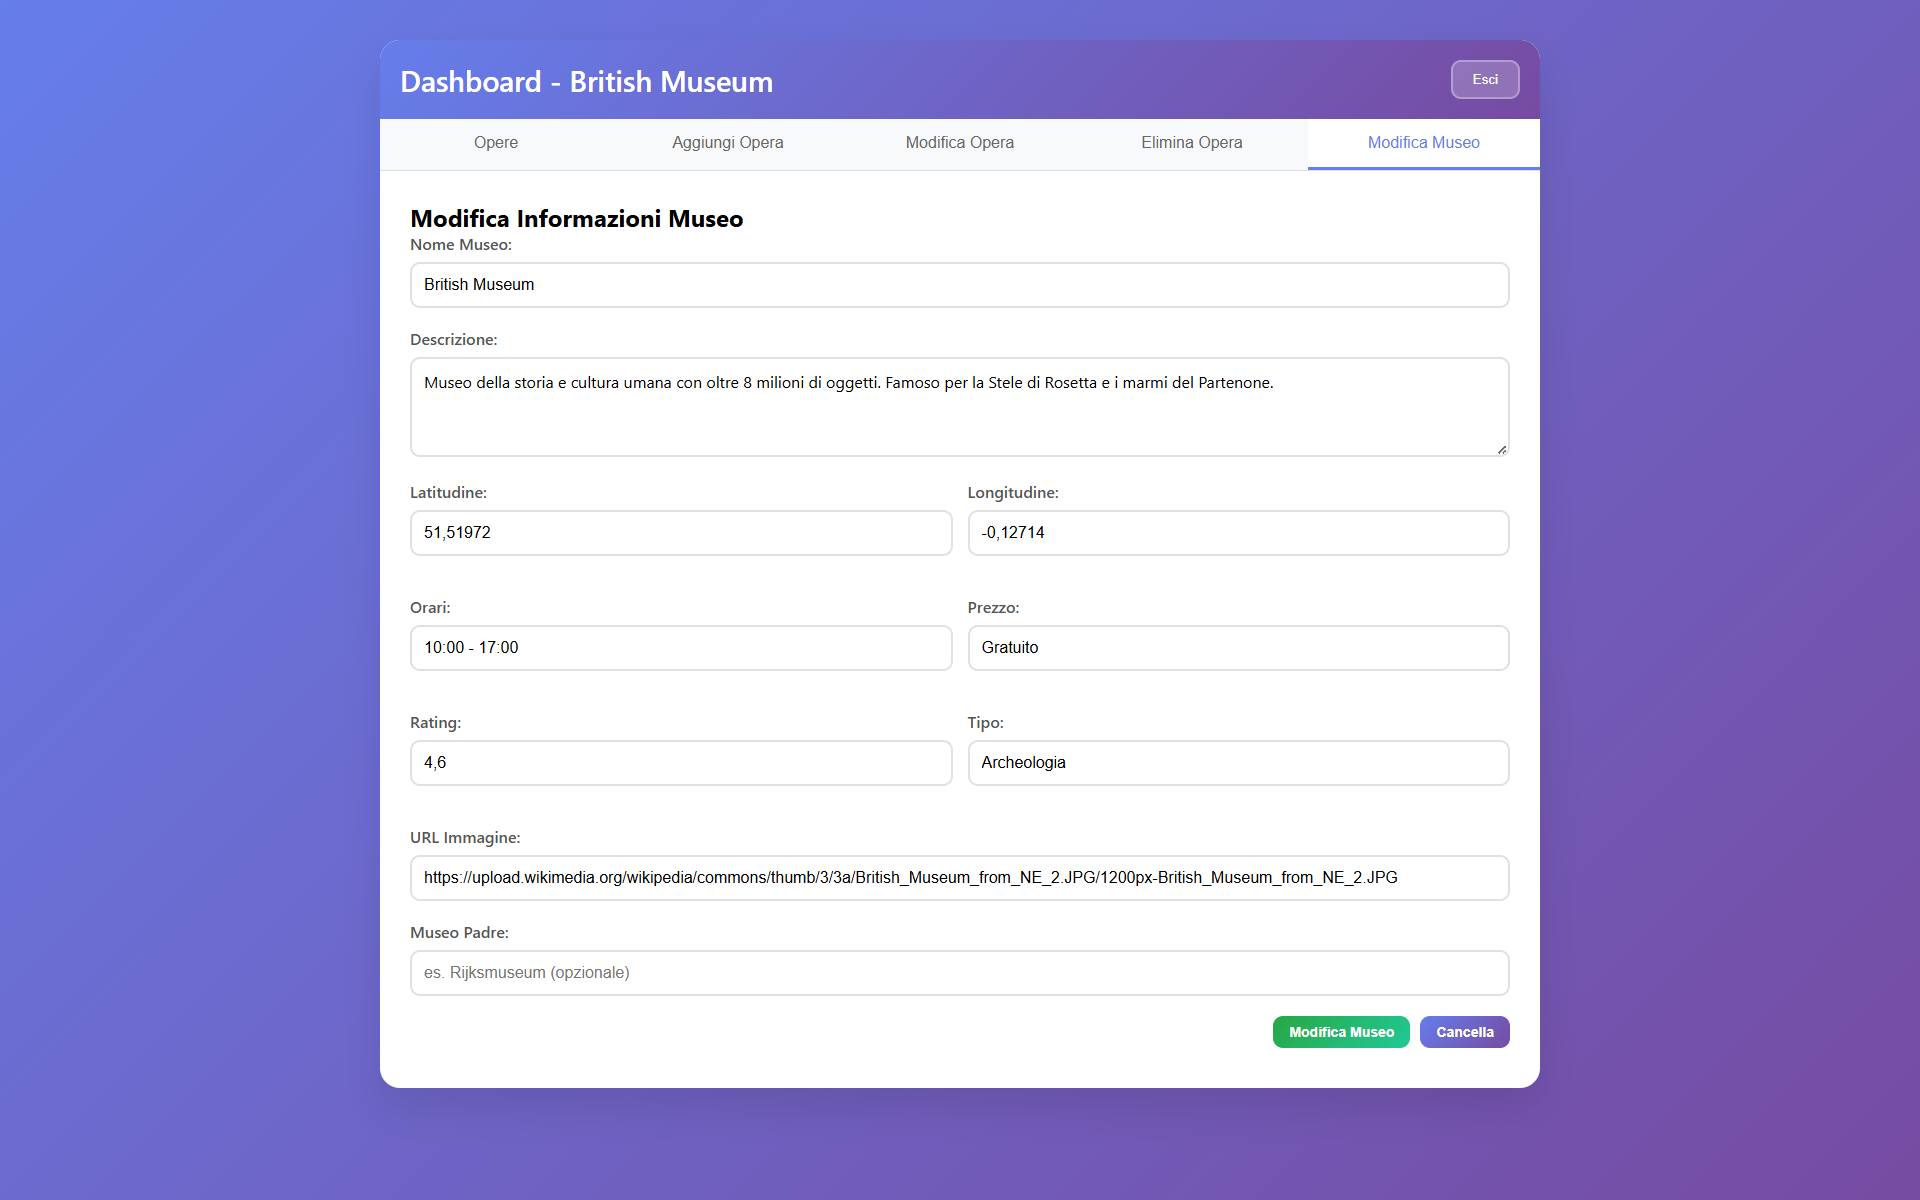 Dashboard - British Museum
Esci
Opere
Aggiungi Opera
Modifica Opera
Elimina Opera
Modifica Museo
Modifica Informazioni Museo
Nome Museo:
British Museum
Descrizione:
Museo della storia e cultura umana con oltre 8 milioni di oggetti. Famoso per la Stele di Rosetta e i marmi del Partenone.
Latitudine:
Longitudine:
51,51972
-0,12714
Orari:
Prezzo:
10:00 - 17:00
Gratuito
Rating:
Tipo:
4,6
Archeologia
URL Immagine:
https://upload.wikimedia.org/wikipedia/commons/thumb/3/3a/British_Museum_from_NE_2.JPG/1200px-British_Museum_from_NE_2.JPG
Museo Padre:
es. Rijksmuseum (opzionale)
Modifica Museo
Cancella